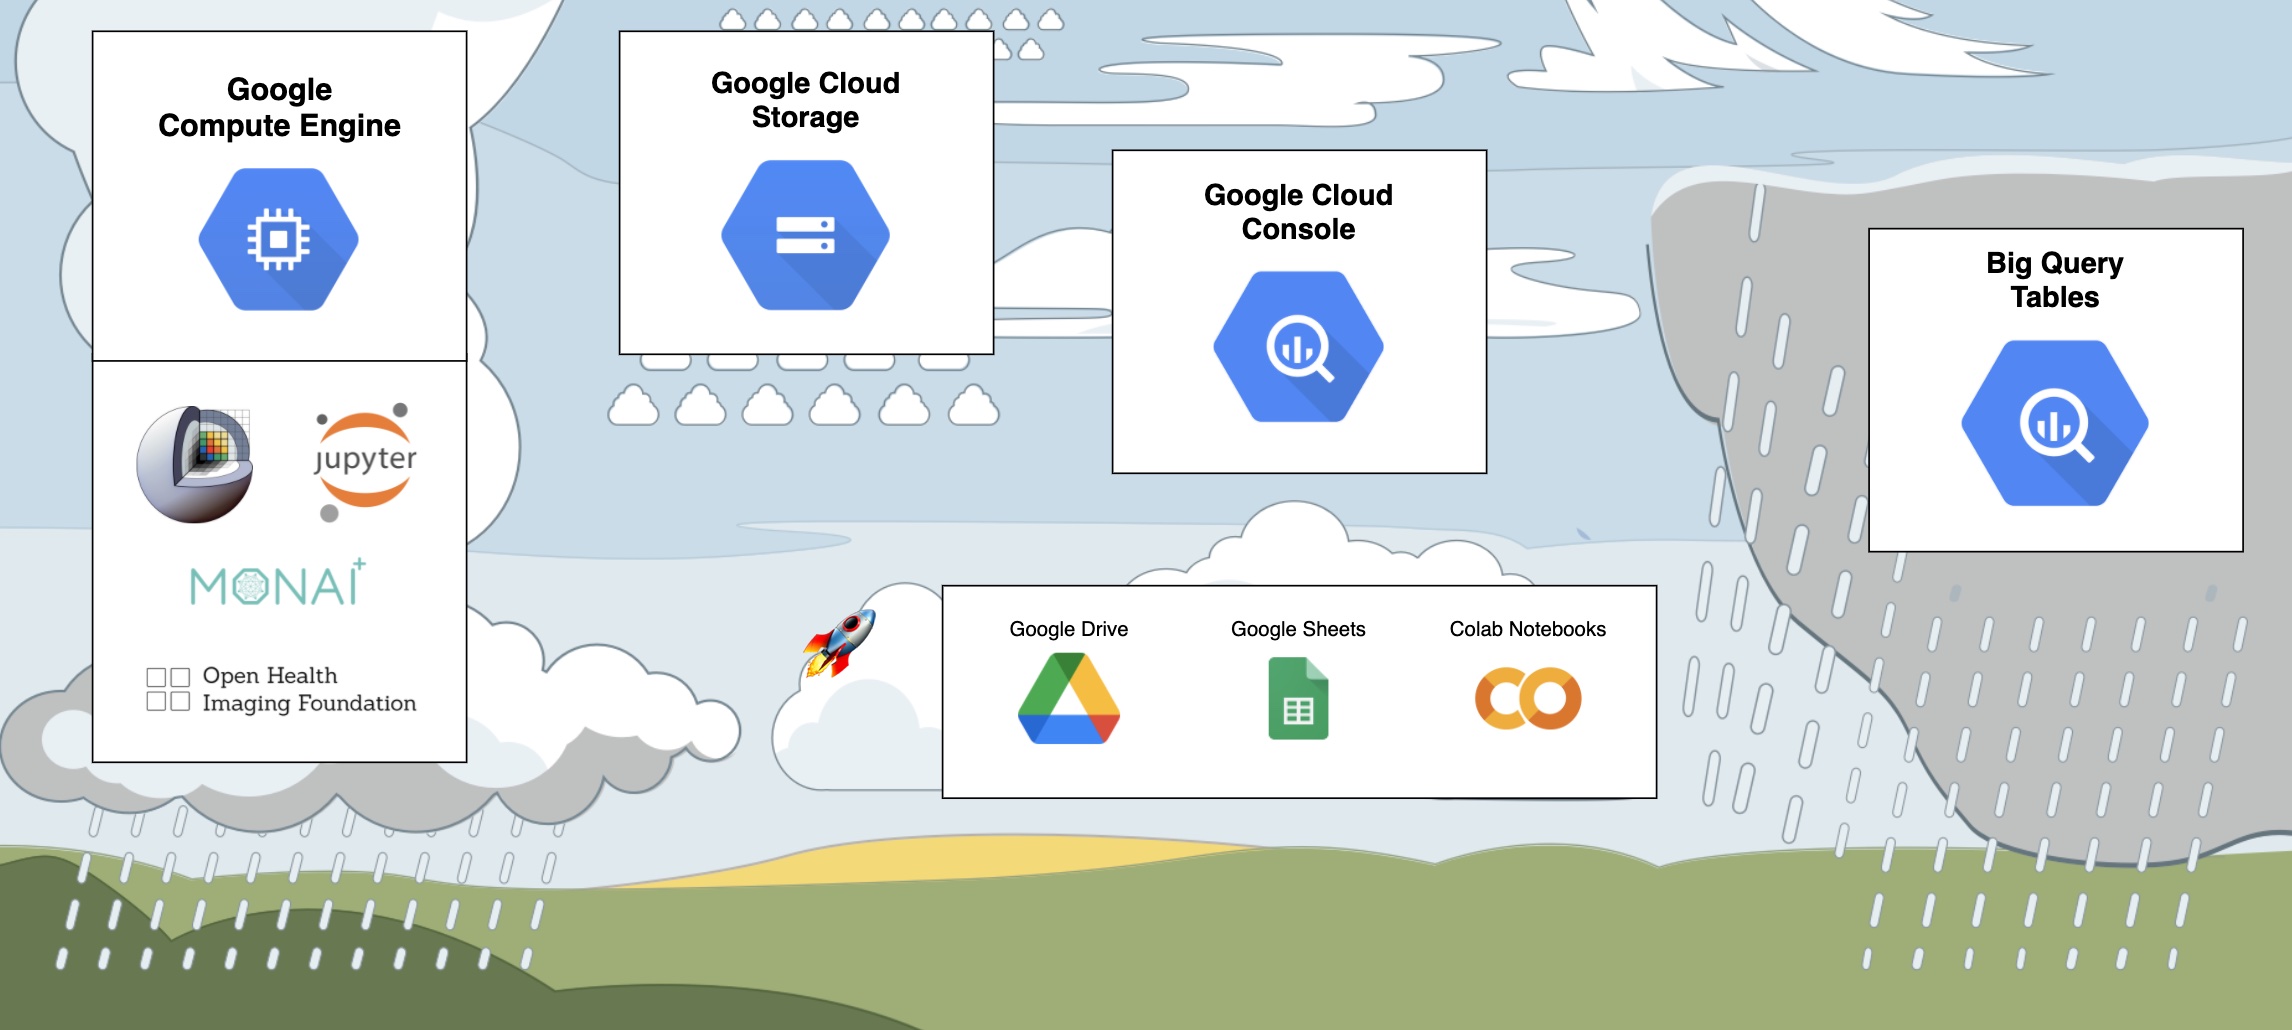 Google
Compute Engine
jupyter
MONAI
Open Health
Imaging Foundation
Google Cloud
Storage
Google Cloud
Console
Big Query
Tables
Google Drive
Google Sheets
Colab Notebooks